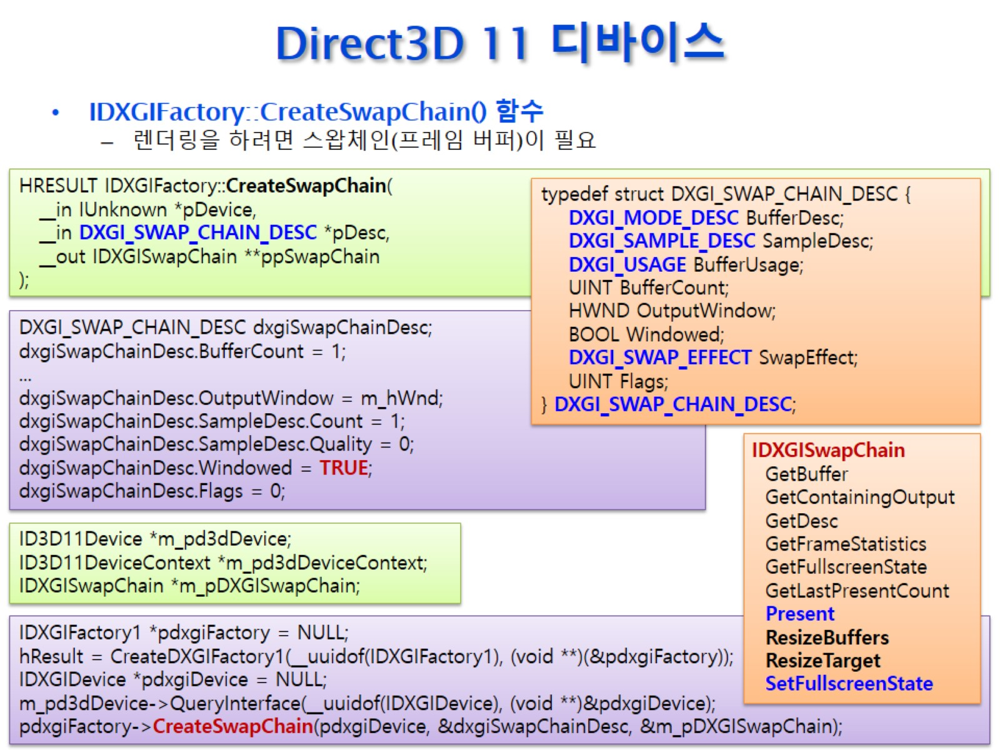 Direct3D 11 디바이스
• IDXGIFactory::CreateSwapChain() 함수
– 렌더링을 하려면 스왑체인(프레임 버퍼)이 필요
HRESULT IDXGIFactory::CreateSwapChain(
__in IUnknown *pDevice,
__in DXGI_SWAP_CHAIN_DESC *pDesc,
__out IDXGISwapChain **ppSwapChain
);
typedef struct DXGI_SWAP_CHAIN_DESC {
DXGI_MODE_DESC BufferDesc;
DXGI_SAMPLE_DESC SampleDesc;
DXGI_USAGE BufferUsage;
UINT BufferCount;
HWND OutputWindow;
BOOL Windowed;
DXGI_SWAP_EFFECT SwapEffect;
UINT Flags;
} DXGI_SWAP_CHAIN_DESC;
DXGI_SWAP_CHAIN_DESC dxgiSwapChainDesc;
dxgiSwapChainDesc.BufferCount = 1;
...
dxgiSwapChainDesc.OutputWindow = m_hWnd;
dxgiSwapChainDesc.SampleDesc.Count = 1;
dxgiSwapChainDesc.SampleDesc.Quality = 0;
dxgiSwapChainDesc.Windowed = TRUE;
dxgiSwapChainDesc.Flags = 0;
ID3D11Device *m_pd3dDevice;
ID3D11DeviceContext *m_pd3dDeviceContext;
IDXGISwapChain *m_pDXGISwapChain;
IDXGISwapChain
GetBuffer
GetContainingOutput
GetDesc
GetFrameStatistics
GetFullscreenState
GetLastPresentCount
Present
ResizeBuffers
ResizeTarget
SetFullscreenState
IDXGIFactory1 *pdxgiFactory = NULL;
hResult = CreateDXGIFactory1(__uuidof(IDXGIFactory1), (void **)(&pdxgiFactory));
IDXGIDevice *pdxgiDevice = NULL;
m_pd3dDevice->QueryInterface(__uuidof(IDXGIDevice), (void **)&pdxgiDevice);
pdxgiFactory->CreateSwapChain(pdxgiDevice, &dxgiSwapChainDesc, &m_pDXGISwapChain);